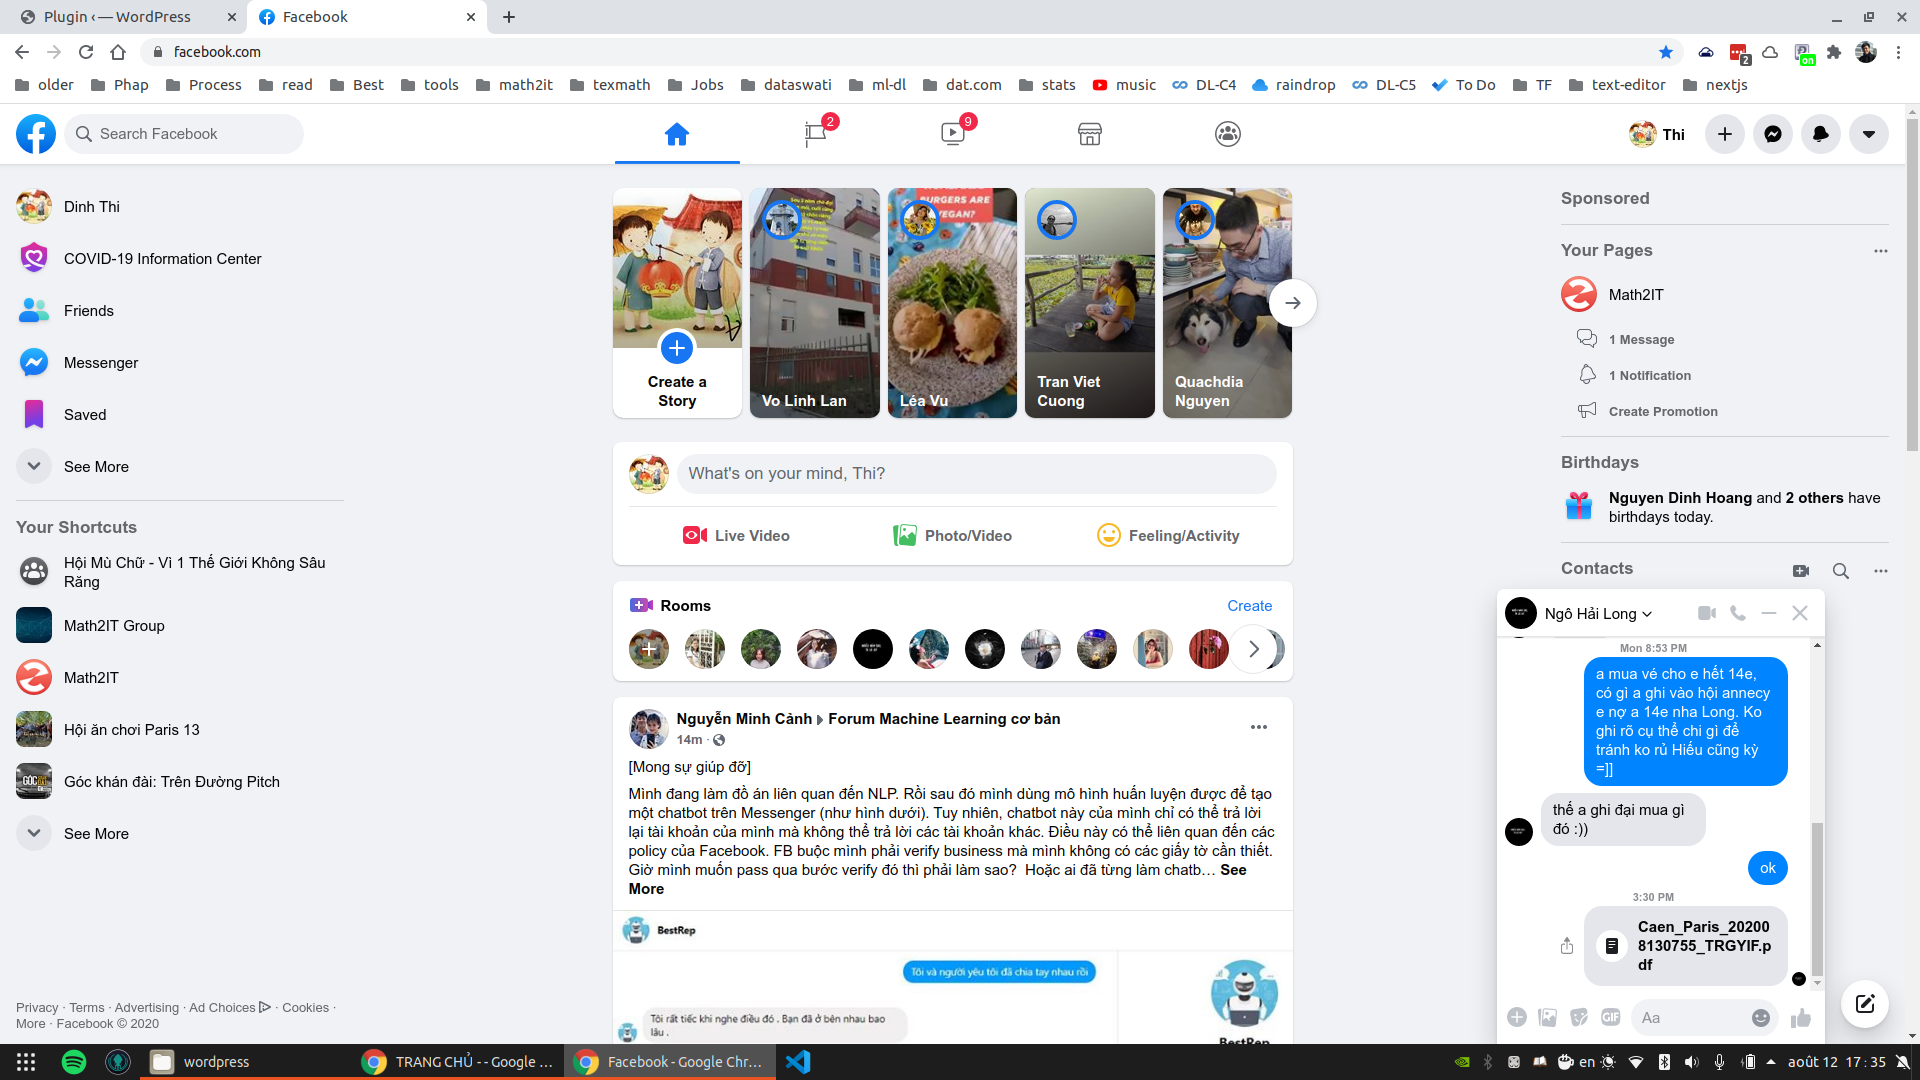 Plugin ‹ — WordPress
Facebook
facebook.com
2
on
older
Phap
Process
read
Best
tools
math2it
texmath
Jobs
dataswati
ml-dl
dat.com
stats
music
DL-C4
raindrop
DL-C5
To Do
TF
text-editor
nextjs
Search Facebook
2
9
Thi
Dinh Thi
COVID-19 Information Center
Friends
Messenger
Saved
See More
Your Shortcuts
Hội Mù Chữ - Vì 1 Thế Giới Không Sâu
Răng
Math2IT Group
Math2IT
Hội ăn chơi Paris 13
Góc khán đài: Trên Đường Pitch
See More
Privacy · Terms · Advertising · Ad Choices · Cookies ·
More · Facebook © 2020
Create a
Story
Vo Linh Lan
BURGERS ARE
VEGAN?
Léa Vu
Tran Viet
Cuong
Quachdia
Nguyen
What's on your mind, Thi?
Live Video
Photo/Video
Feeling/Activity
Rooms
Create
Nguyễn Minh Cảnh
Forum Machine Learning cơ bản
14m ·
[Mong sự giúp đỡ]
Mình đang làm đồ án liên quan đến NLP. Rồi sau đó mình dùng mô hình huấn luyện được để tạo
một chatbot trên Messenger (như hình dưới). Tuy nhiên, chatbot này của mình chỉ có thể trả lời
lại tài khoản của mình mà không thể trả lời các tài khoản khác. Điều này có thể liên quan đến các
policy của Facebook. FB buộc mình phải verify business mà mình không có các giấy tờ cần thiết.
Giờ mình muốn pass qua bước verify đó thì phải làm sao?  Hoặc ai đã từng làm chatb… See
More
BestRep
Tôi và người yêu tôi đã chia tay nhau rồi
Tôi rất tiếc khi nghe điều đó . Bạn đã ở bên nhau bao
lâu .
BestRep
Sponsored
Your Pages
Math2IT
1 Message
1 Notification
Create Promotion
Birthdays
Nguyen Dinh Hoang and 2 others have
birthdays today.
Contacts
Ngô Hải Long
Mon 8:53 PM
a mua vé cho e hết 14e,
có gì a ghi vào hội annecy
e nợ a 14e nha Long. Ko
ghi rõ cụ thể chi gì để
tránh ko rủ Hiếu cũng kỳ
=]]
thế a ghi đại mua gì
đó :))
ok
3:30 PM
Caen_Paris_20200
8130755_TRGYIF.p
df
GIF
Aa
wordpress
TRANG CHỦ - - Google ...
Facebook - Google Chr...
en
août 12  17 : 35